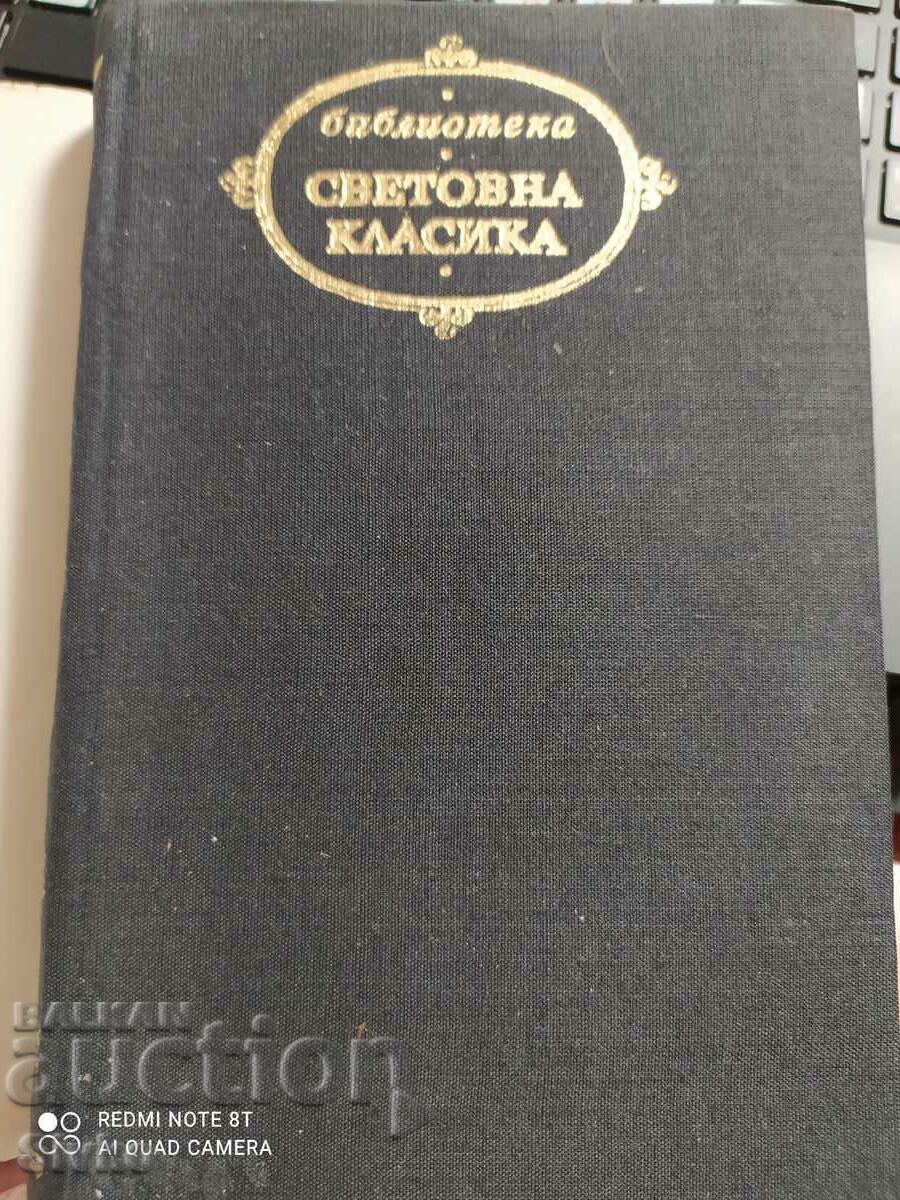 библиотека
СВЕТОВНА
КЛАСИКА
BALKAN
auction
REDMI NOTE 8T
AI QUAD CAMERA